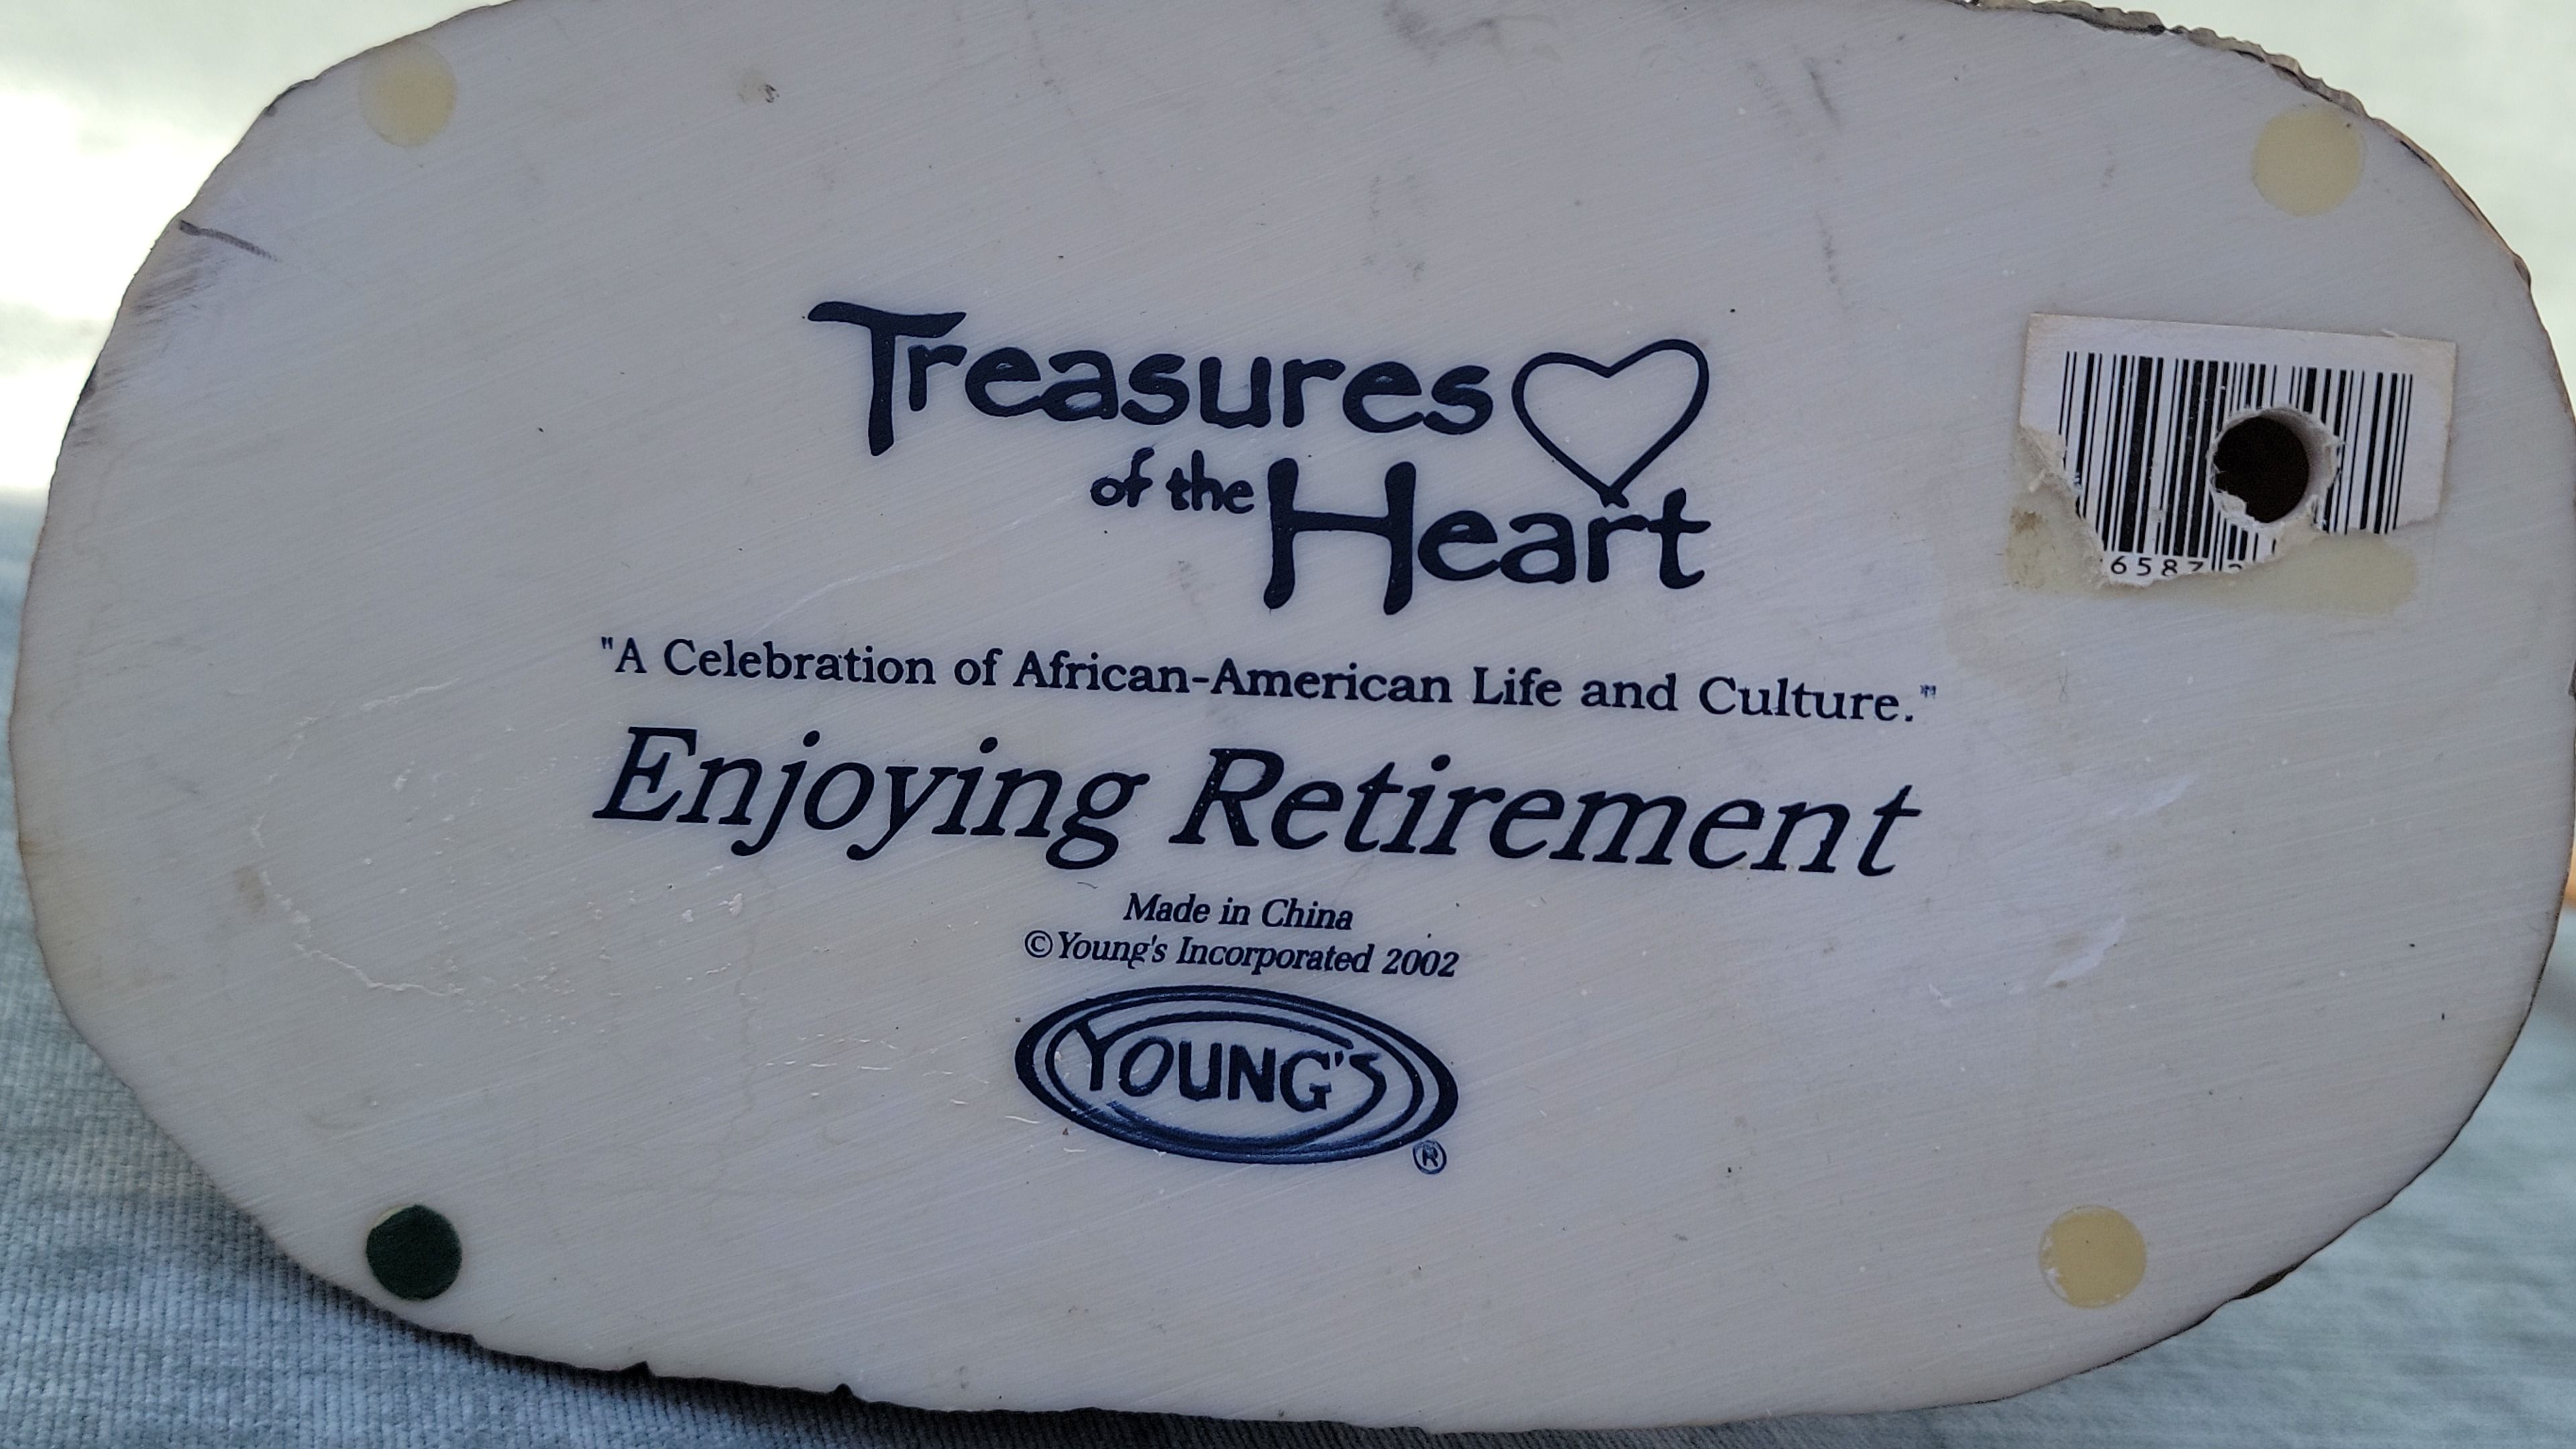 Treasures
of the Heart
"A Celebration of African-American Life and Culture."
Enjoying Retirement
Made in China
©Young's Incorporated 2002
YOUNG'S
®
6587